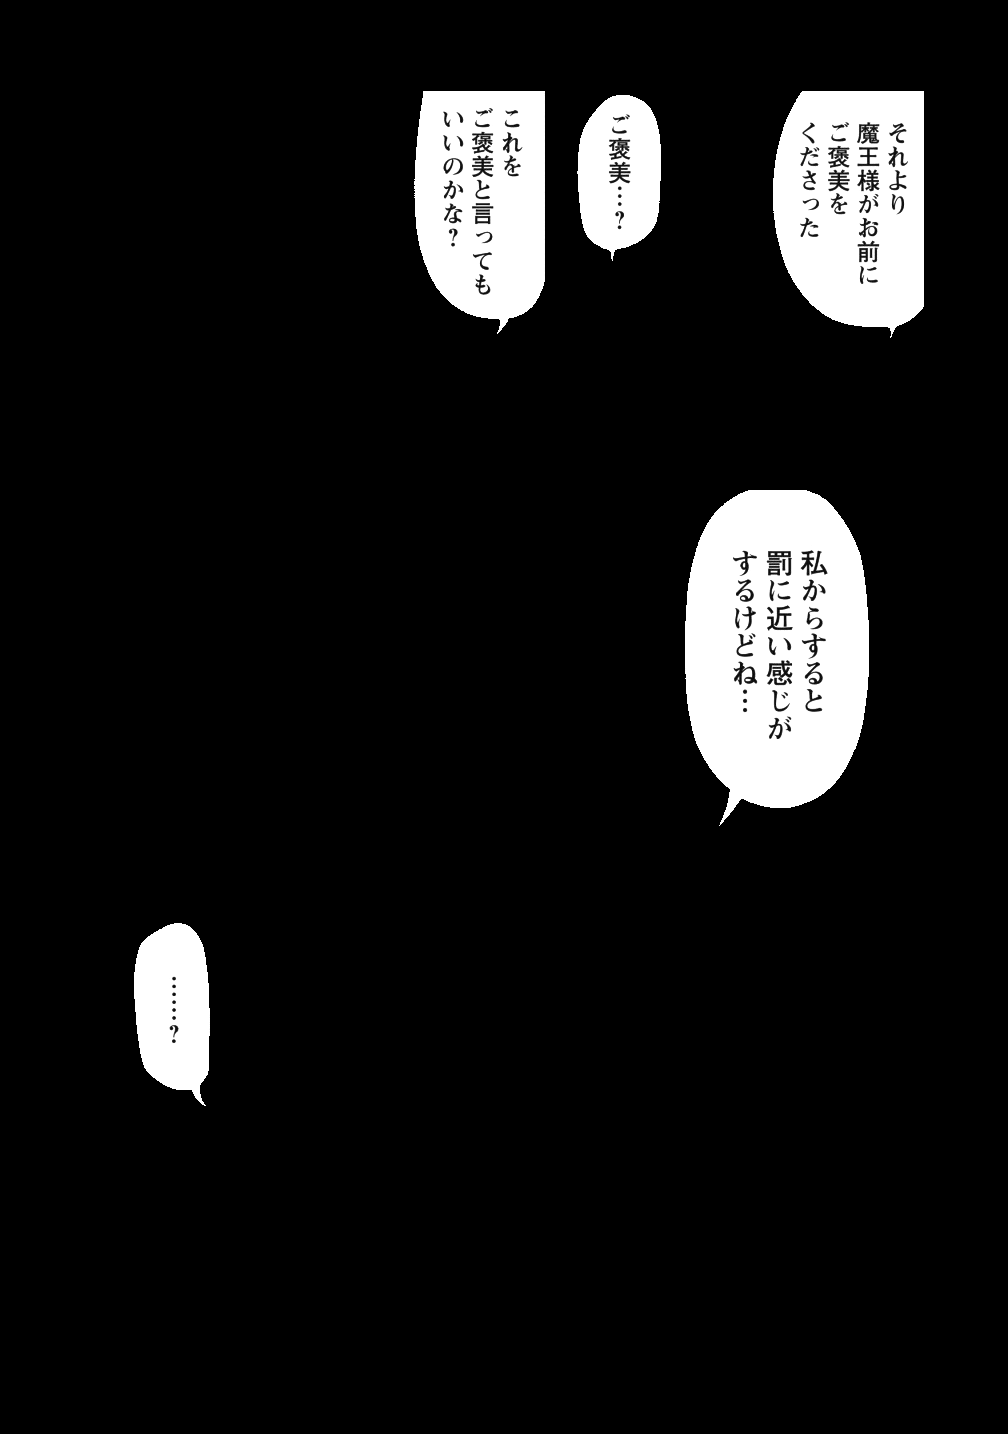 それより
魔王様がお前に
ご褒美を
くださった
ご褒美…?
これを
ご褒美と言っても
いいのかな?
私からすると
罰に近い感じが
するけどね…
……?